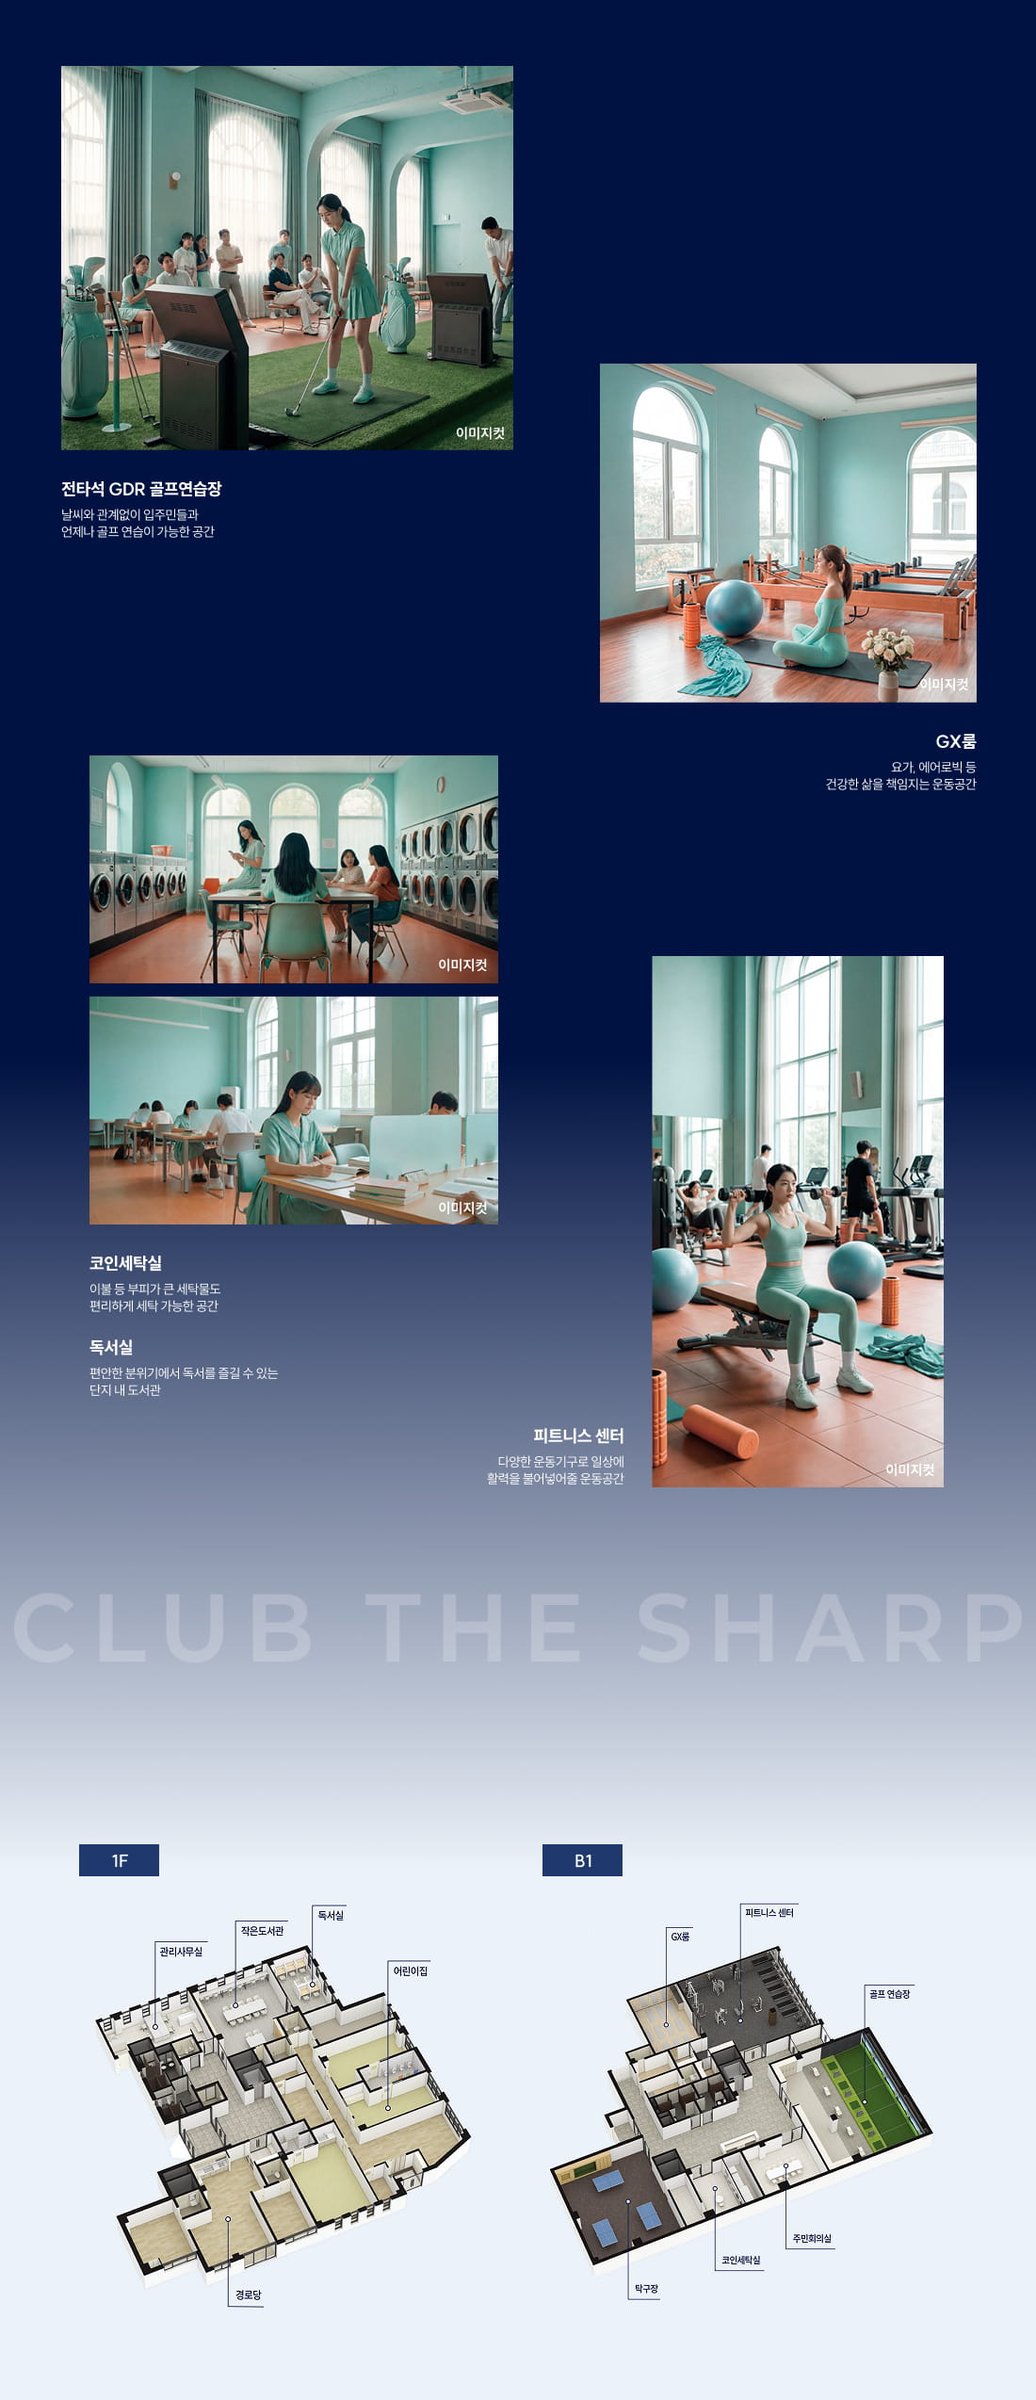 이미지컷
전타석 GDR 골프연습장
날씨와 관계없이 입주민들과
언제나 골프 연습이 가능한 공간
이미지컷
GX룸
요가, 에어로빅 등
건강한 삶을 책임지는 운동공간
이미지컷
이미지컷
코인세탁실
이불 등 부피가 큰 세탁물도
편리하게 세탁 가능한 공간
독서실
편안한 분위기에서 독서를 즐길 수 있는
단지 내 도서관
이미지컷
피트니스 센터
다양한 운동기구로 일상에
활력을 불어넣어줄 운동공간
CLUB THE SHARP
1F
독서실
작은도서관
관리사무실
어린이집
경로당
B1
피트니스 센터
GX룸
골프 연습장
주민회의실
코인세탁실
탁구장